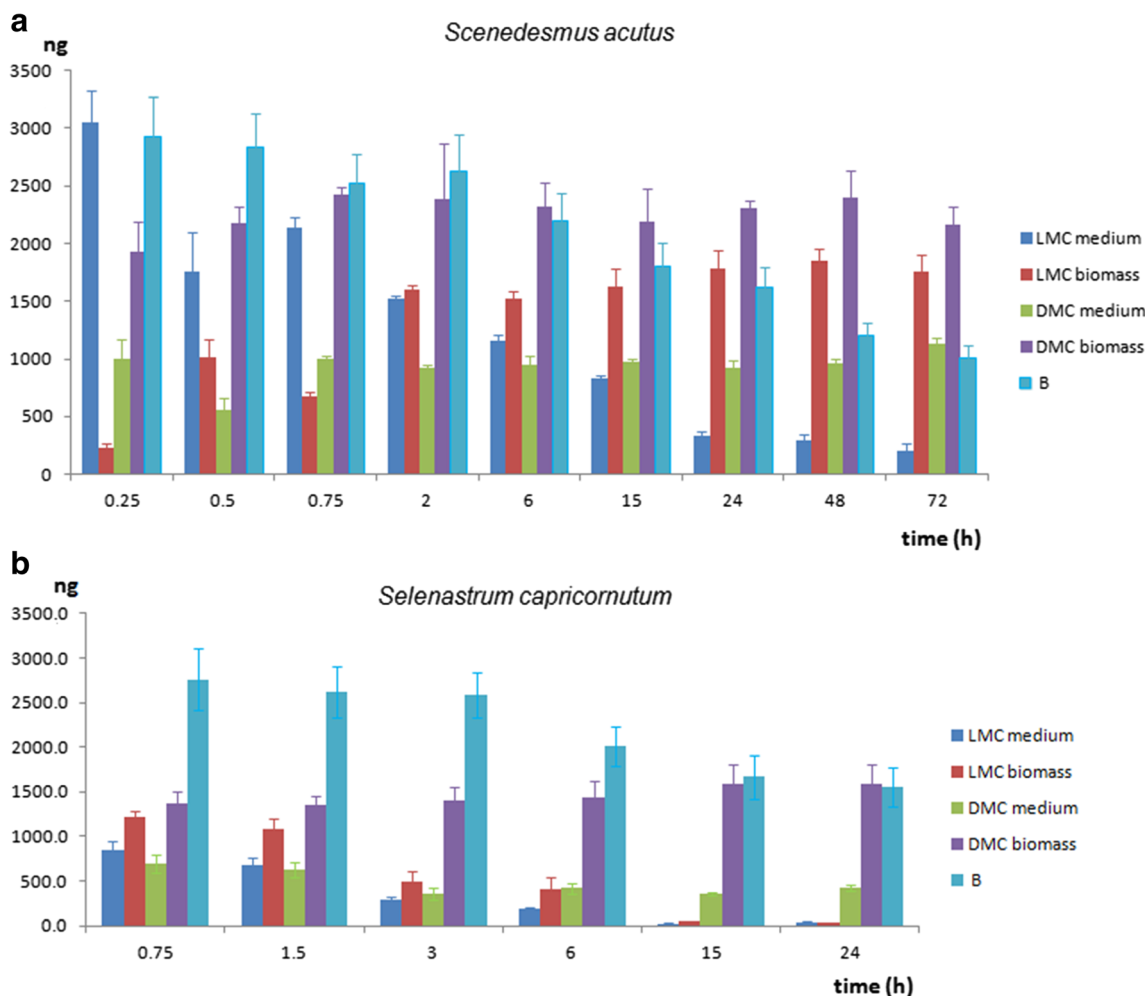 a
ng
Scenedesmus acutus
3500
3000
2500
2000
1500
1000
500
0
0.25 0.5 0.75 2 6 15 24 48 72
time (h)
LMC medium
LMC biomass
DMC medium
DMC biomass
B
b
ng
Selenastrum capricornutum
3500.0
3000.0
2500.0
2000.0
1500.0
1000.0
500.0
0.0
0.75 1.5 3 6 15 24
time (h)
LMC medium
LMC biomass
DMC medium
DMC biomass
B